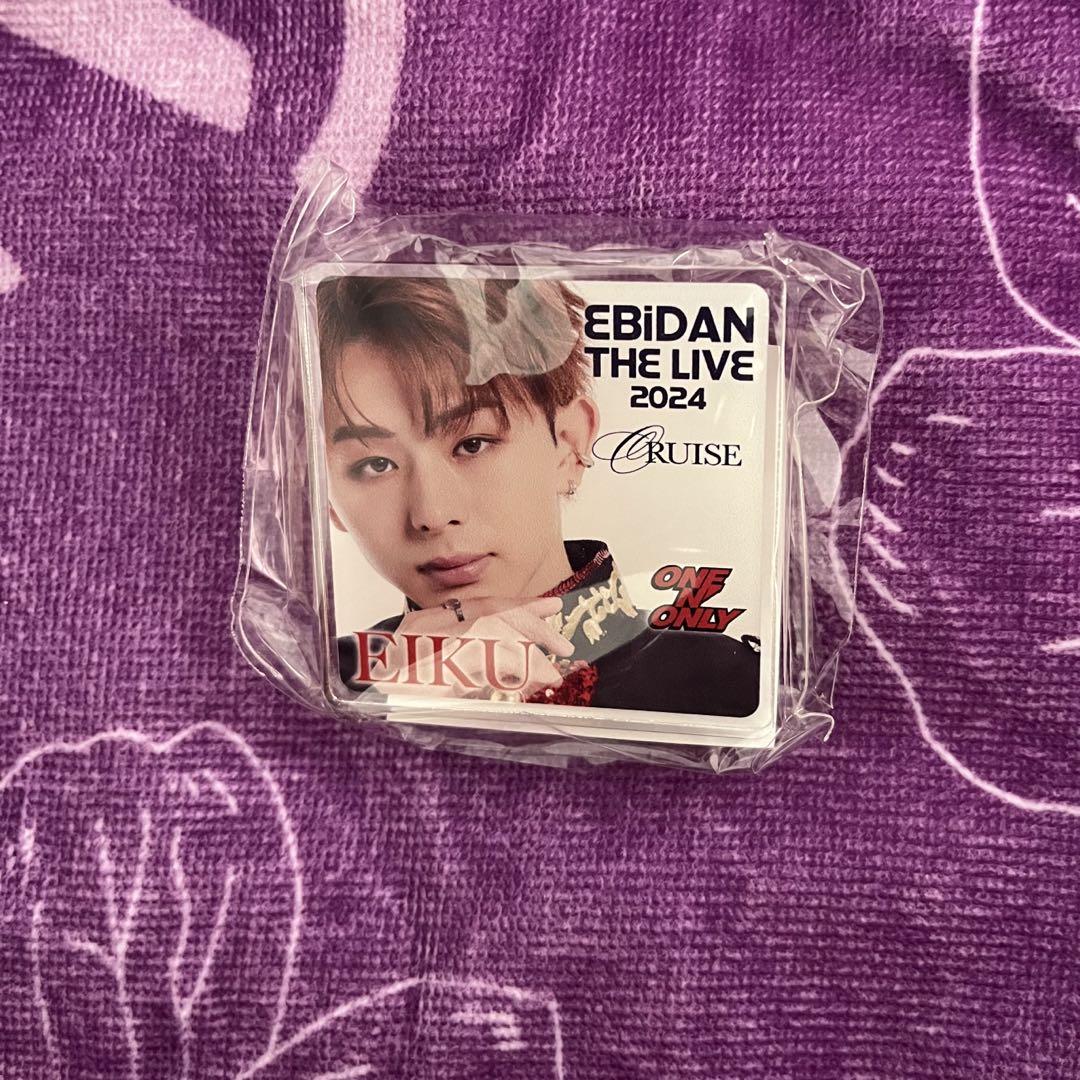 EBiDAN
THE LIVE
2024
CRUISE
ONE
N'
ONLY
EIKU